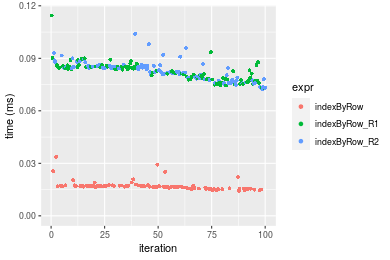 0.12
0.09
0.06
0.03
0.00
time (ms)
0
25
50
75
100
iteration
expr
indexByRow
indexByRow_R1
indexByRow_R2